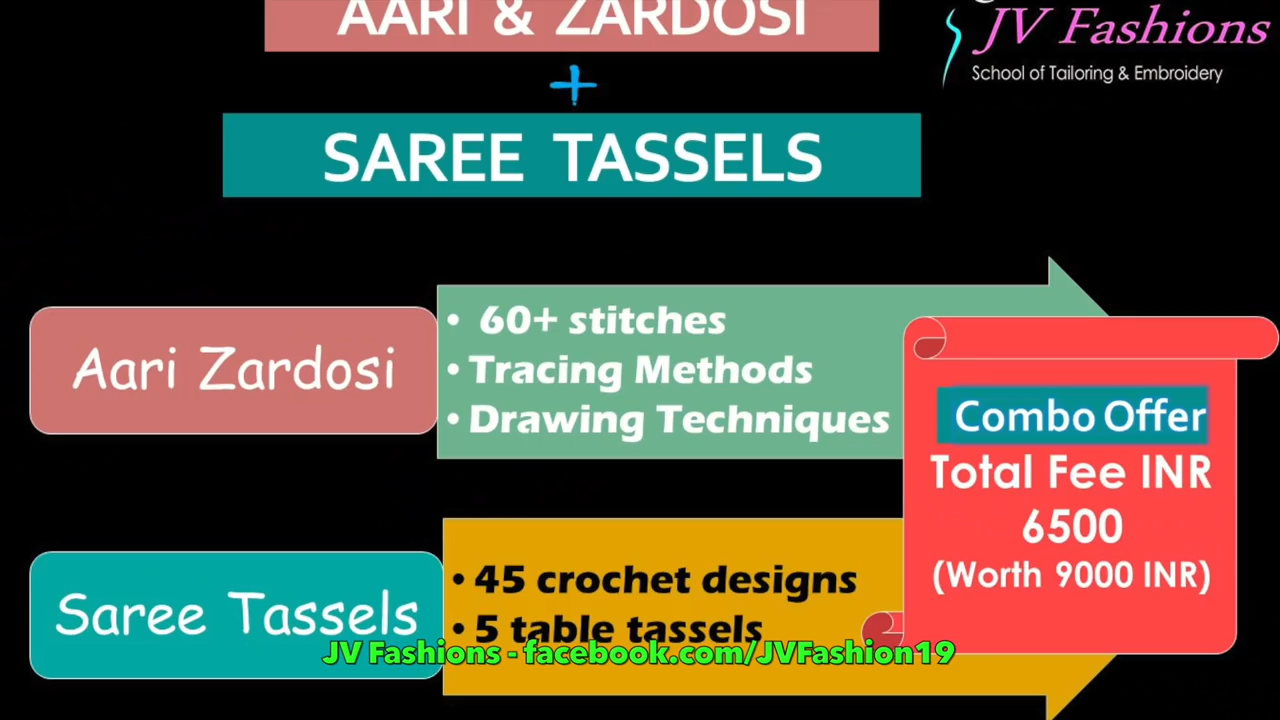 AARI & ZARDOSI
JV Fashions
School of Tailoring & Embroidery
+
SAREE TASSELS
Aari Zardosi
• 60+ stitches
• Tracing Methods
• Drawing Techniques
Combo Offer
Total Fee INR
6500
(Worth 9000 INR)
Saree Tassels
• 45 crochet designs
• 5 table tassels
JV Fashions - facebook.com/JVFashion19